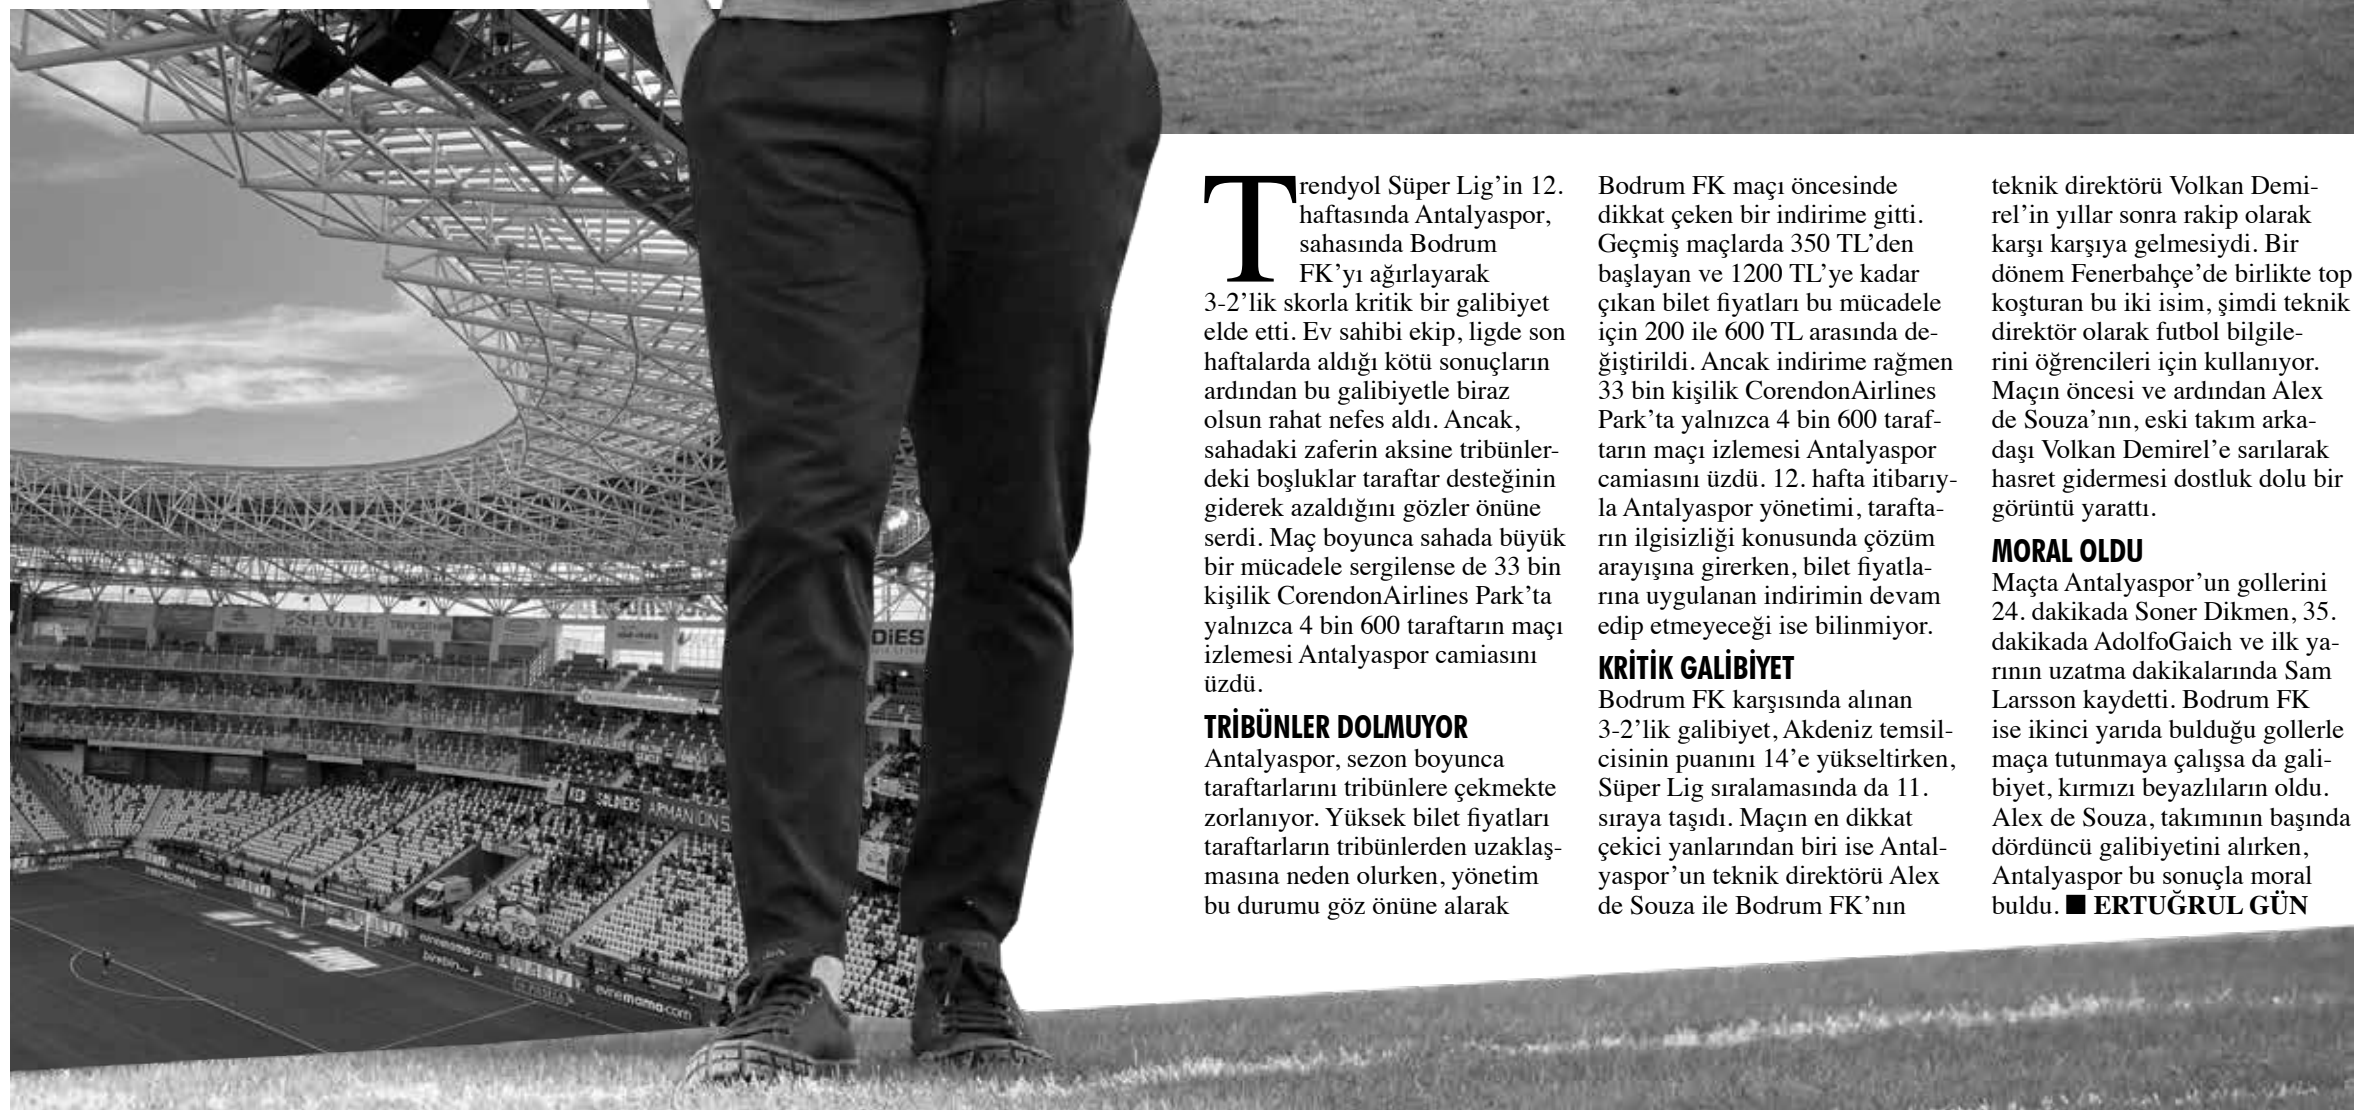 Trendyol Süper Lig’in 12.
haftasında Antalyaspor,
sahasında Bodrum
FK’yı ağırlayarak
3-2’lik skorla kritik bir galibiyet
elde etti. Ev sahibi ekip, ligde son
haftalarda aldığı kötü sonuçların
ardından bu galibiyetle biraz
olsun rahat nefes aldı. Ancak,
sahadaki zaferin aksine tribünler-
deki boşluklar taraftar desteğinin
giderek azaldığını gözler önüne
serdi. Maç boyunca sahada büyük
bir mücadele sergilense de 33 bin
kişilik CorendonAirlines Park’ta
yalnızca 4 bin 600 taraftarın maçı
izlemesi Antalyaspor camiasını
üzdü.
TRİBÜNLER DOLMUYOR
Antalyaspor, sezon boyunca
taraftarlarını tribünlere çekmekte
zorlanıyor. Yüksek bilet fiyatları
taraftarların tribünlerden uzaklaş-
masına neden olurken, yönetim
bu durumu göz önüne alarak
Bodrum FK maçı öncesinde
dikkat çeken bir indirime gitti.
Geçmiş maçlarda 350 TL’den
başlayan ve 1200 TL’ye kadar
çıkan bilet fiyatları bu mücadele
için 200 ile 600 TL arasında de-
ğiştirildi. Ancak indirime rağmen
33 bin kişilik CorendonAirlines
Park’ta yalnızca 4 bin 600 taraf-
tarın maçı izlemesi Antalyaspor
camiasını üzdü. 12. hafta itibarıy-
la Antalyaspor yönetimi, tarafta-
rın ilgisizliği konusunda çözüm
arayışına girerken, bilet fiyatla-
rına uygulanan indirimin devam
edip etmeyeceği ise bilinmiyor.
KRİTİK GALİBİYET
Bodrum FK karşısında alınan
3-2’lik galibiyet, Akdeniz temsil-
cisinin puanını 14’e yükseltirken,
Süper Lig sıralamasında da 11.
sıraya taşıdı. Maçın en dikkat
çekici yanlarından biri ise Antal-
yaspor’un teknik direktörü Alex
de Souza ile Bodrum FK’nın
teknik direktörü Volkan Demi-
rel’in yıllar sonra rakip olarak
karşı karşıya gelmesiydi. Bir
dönem Fenerbahçe’de birlikte top
koşturan bu iki isim, şimdi teknik
direktör olarak futbol bilgile-
rini öğrencileri için kullanıyor.
Maçın öncesi ve ardından Alex
de Souza’nın, eski takım arka-
daşı Volkan Demirel’e sarılarak
hasret gidermesi dostluk dolu bir
görüntü yarattı.
MORAL OLDU
Maçta Antalyaspor’un gollerini
24. dakikada Soner Dikmen, 35.
dakikada AdolfoGaich ve ilk ya-
rının uzatma dakikalarında Sam
Larsson kaydetti. Bodrum FK
ise ikinci yarıda bulduğu gollerle
maça tutunmaya çalışsa da gali-
biyet, kırmızı beyazlıların oldu.
Alex de Souza, takımının başında
dördüncü galibiyetini alırken,
Antalyaspor bu sonuçla moral
buldu. ■ ERTUĞRUL GÜN
SEVİYE
DİES
RED SOLDIERS ARMANIONS
evremama.com
evremama.com